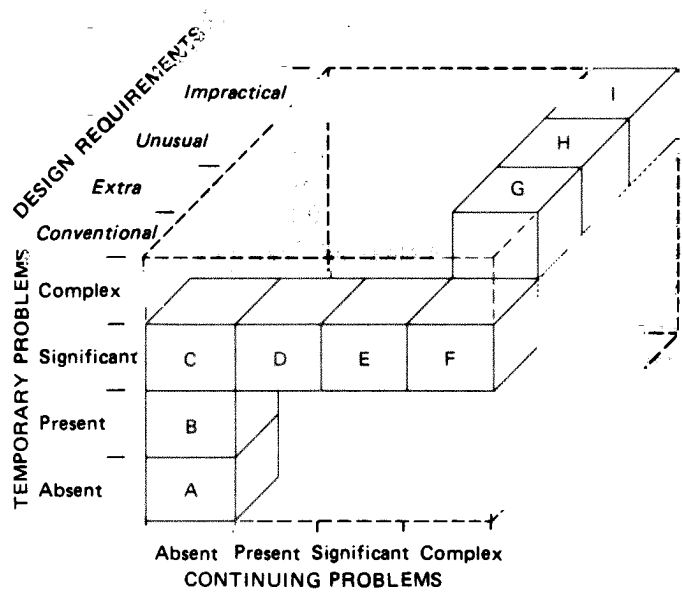 DESIGN REQUIREMENTS
Impractical
Unusual
Extra
Conventional
TEMPORARY PROBLEMS
Complex
Significant
Present
Absent
I
H
G
C D E F
B
A
Absent Present Significant Complex
CONTINUING PROBLEMS